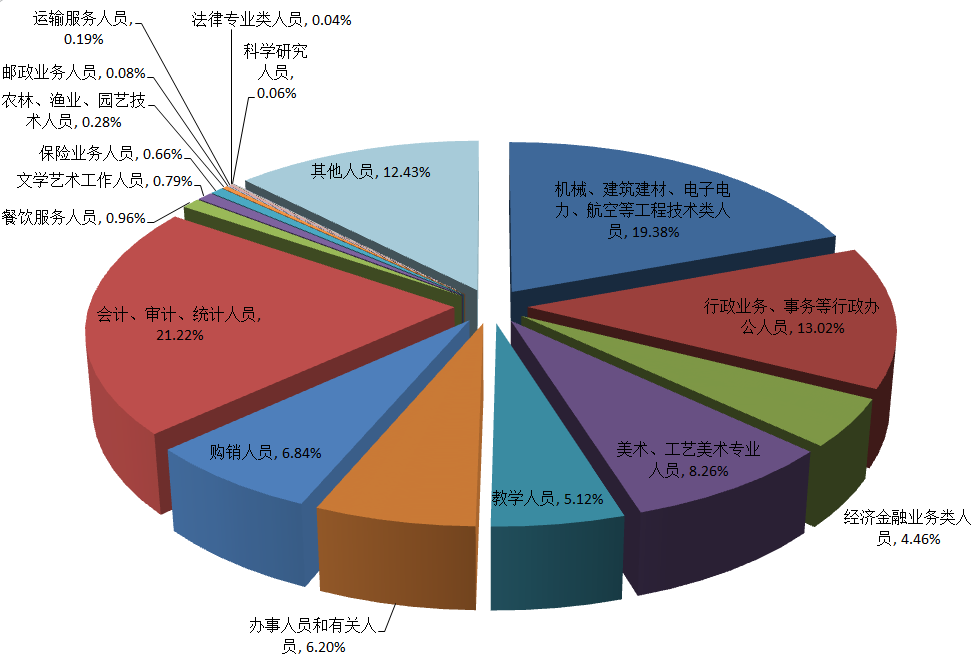 运输服务人员,
0.19%
法律专业类人员, 0.04%
科学研究
人员,
0.06%
邮政业务人员, 0.08%
农林、渔业、园艺技
术人员, 0.28%
保险业务人员, 0.66%
文学艺术工作人员, 0.79%
餐饮服务人员, 0.96%
其他人员, 12.43%
机械、建筑建材、电子电
力、航空等工程技术类人
员, 19.38%
行政业务、事务等行政办
公人员, 13.02%
会计、审计、统计人员,
21.22%
购销人员, 6.84%
美术、工艺美术专业
人员, 8.26%
教学人员, 5.12%
经济金融业务类人
员, 4.46%
办事人员和有关人
员, 6.20%